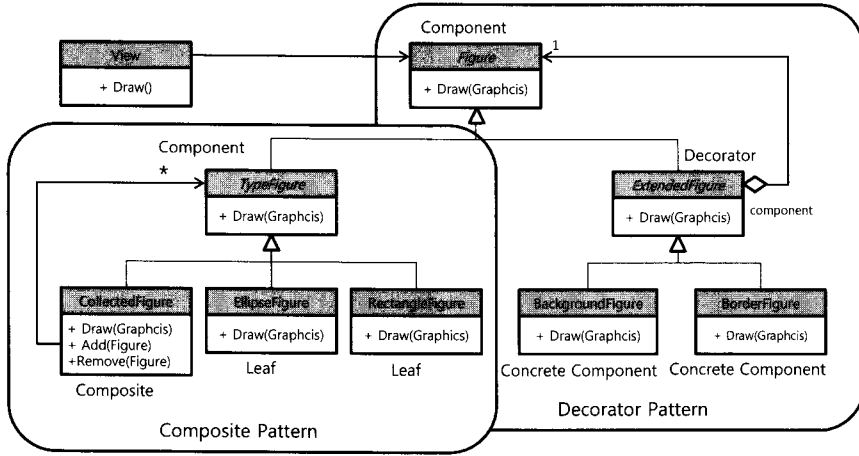 Component
View
+ Draw()
Figure
+ Draw(Graphcis)
1
Component
*
TypeFigure
+ Draw(Graphcis)
Decorator
ExtendedFigure
+ Draw(Graphcis)
component
CollectedFigure
+ Draw(Graphcis)
+ Add(Figure)
+Remove(Figure)
Composite
EllipseFigure
+ Draw(Graphcis)
Leaf
RectangleFigure
+ Draw(Graphics)
Leaf
BackgroundFigure
+ Draw(Graphcis)
Concrete Component
BorderFigure
+ Draw(Graphcis)
Concrete Component
Composite Pattern
Decorator Pattern